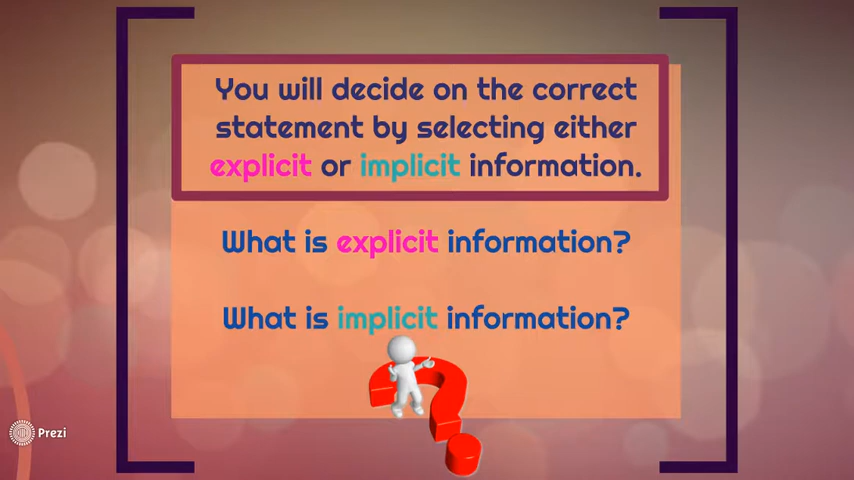 You will decide on the correct
statement by selecting either
explicit or implicit information.
What is explicit information?
What is implicit information?
Prezi